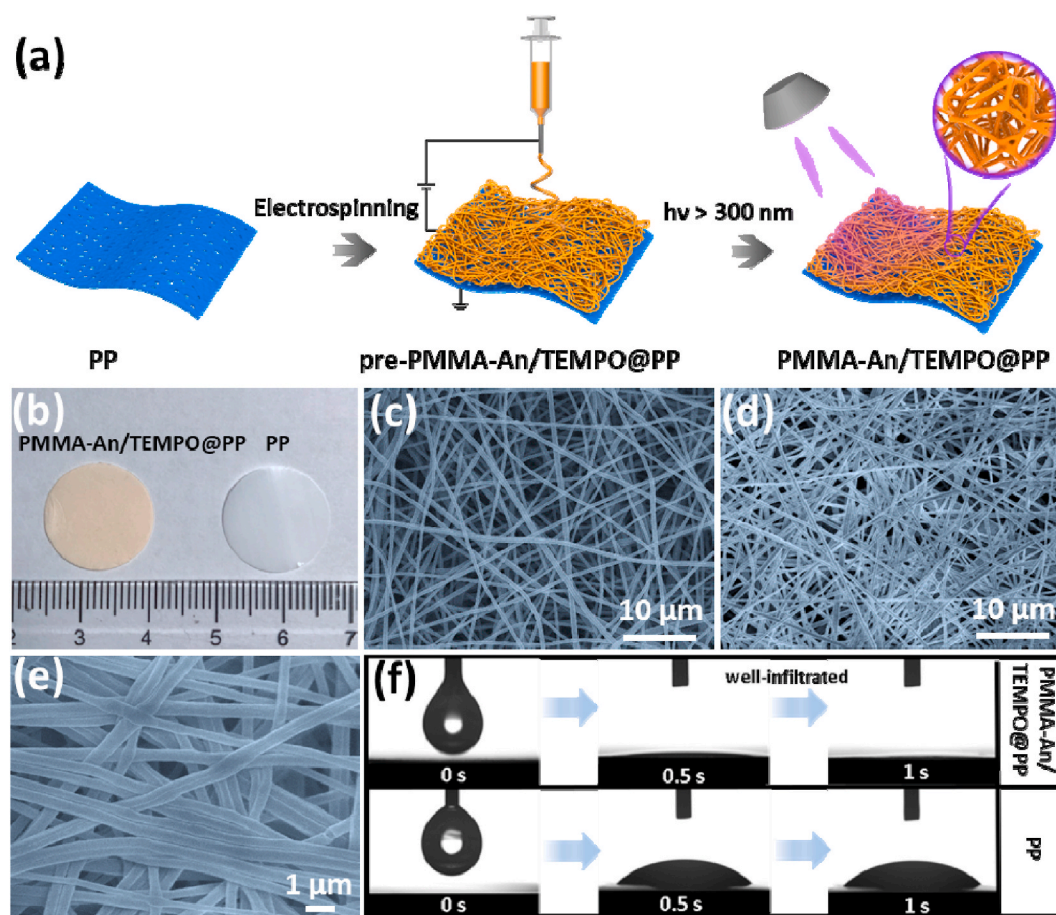 (a)
Electrospinning
hν > 300 nm
PP
pre-PMMA-An/TEMPO@PP
PMMA-An/TEMPO@PP
(b)
PMMA-An/TEMPO@PP PP
2 3 4 5 6 7
(c)
10 μm
(d)
10 μm
(e)
1 μm
(f)
well-infiltrated
0 s
0.5 s
1 s
PMMA-An/
TEMPO@PP
0 s
0.5 s
1 s
PP